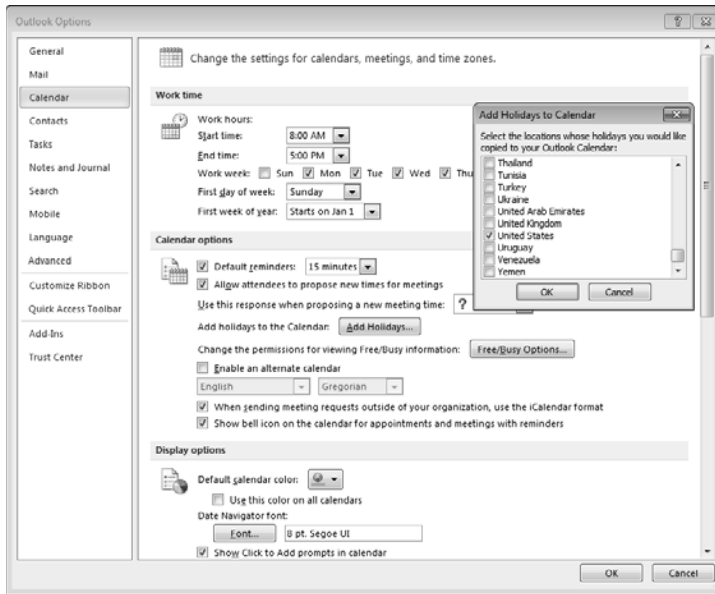 Outlook Options
General
Mail
Calendar
Contacts
Tasks
Notes and Journal
Search
Mobile
Language
Advanced
Customize Ribbon
Quick Access Toolbar
Add-Ins
Trust Center
Change the settings for calendars, meetings, and time zones.
Work time
Work hours:
Start time: 8:00 AM
End time: 5:00 PM
Work week: Sun Mon Tue Wed Thu
First day of week: Sunday
First week of year: Starts on Jan 1
Calendar options
Default reminders: 15 minutes
Allow attendees to propose new times for meetings
Use this response when proposing a new meeting time: ?
Add holidays to the Calendar: Add Holidays...
Change the permissions for viewing Free/Busy information: Free/Busy Options...
Enable an alternate calendar
English Gregorian
When sending meeting requests outside of your organization, use the iCalendar format
Show bell icon on the calendar for appointments and meetings with reminders
Display options
Default calendar color:
Use this color on all calendars
Date Navigator font:
Font... 8 pt. Segoe UI
Show Click to Add prompts in calendar
OK Cancel
Add Holidays to Calendar
Select the locations whose holidays you would like
copied to your Outlook Calendar:
Thailand
Tunisia
Turkey
Ukraine
United Arab Emirates
United Kingdom
United States
Uruguay
Venezuela
Yemen
OK Cancel